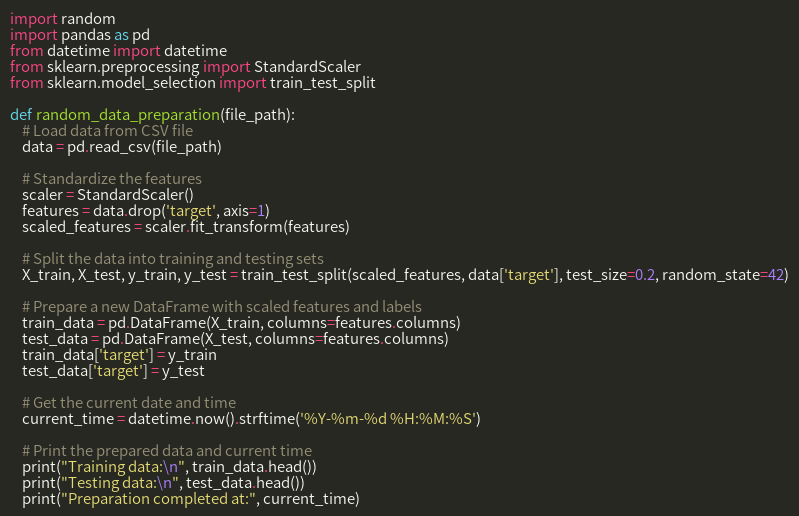 import random
import pandas as pd
from datetime import datetime
from sklearn.preprocessing import StandardScaler
from sklearn.model_selection import train_test_split

def random_data_preparation(file_path):
    # Load data from CSV file
    data = pd.read_csv(file_path)

    # Standardize the features
    scaler = StandardScaler()
    features = data.drop('target', axis=1)
    scaled_features = scaler.fit_transform(features)

    # Split the data into training and testing sets
    X_train, X_test, y_train, y_test = train_test_split(scaled_features, data['target'], test_size=0.2, random_state=42)

    # Prepare a new DataFrame with scaled features and labels
    train_data = pd.DataFrame(X_train, columns=features.columns)
    test_data = pd.DataFrame(X_test, columns=features.columns)
    train_data['target'] = y_train
    test_data['target'] = y_test

    # Get the current date and time
    current_time = datetime.now().strftime('%Y-%m-%d %H:%M:%S')

    # Print the prepared data and current time
    print("Training data:\n", train_data.head())
    print("Testing data:\n", test_data.head())
    print("Preparation completed at:", current_time)